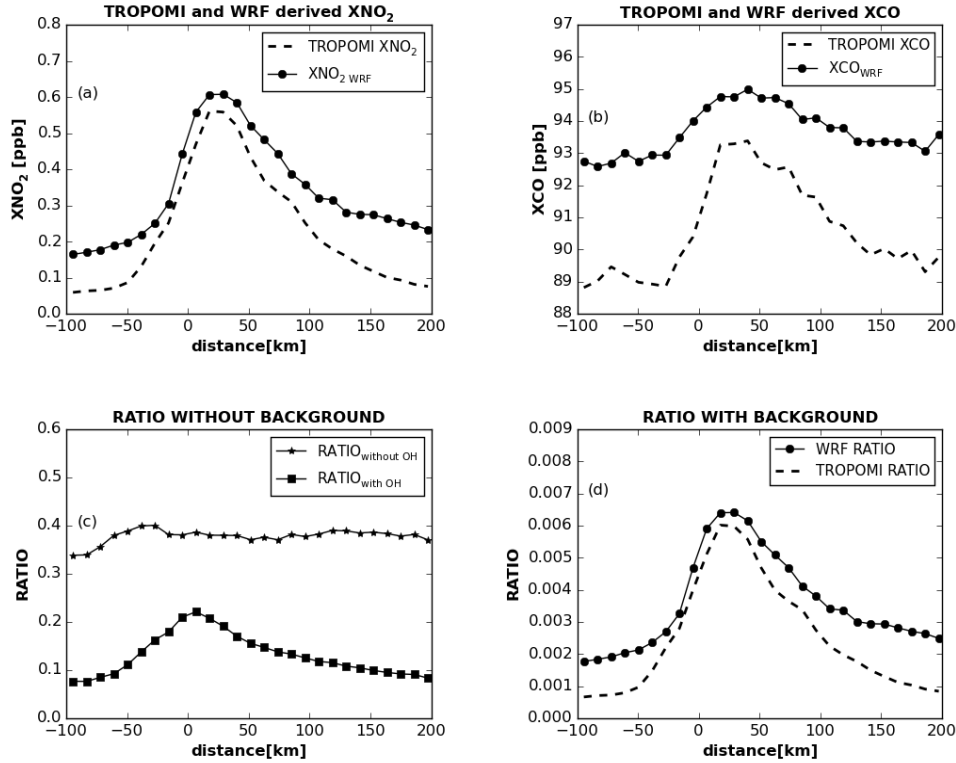 TROPOMI and WRF derived XNO₂
0.8
0.7
0.6
0.5
0.4
0.3
0.2
0.1
0.0
XNO₂ [ppb]
(a)
TROPOMI XNO₂
XNO₂ WRF
−100 −50 0 50 100 150 200
distance[km]
TROPOMI and WRF derived XCO
97
96
95
94
93
92
91
90
89
88
XCO [ppb]
(b)
TROPOMI XCO
XCO WRF
−100 −50 0 50 100 150 200
distance[km]
RATIO WITHOUT BACKGROUND
0.6
0.5
0.4
0.3
0.2
0.1
0.0
RATIO
(c)
RATIO without OH
RATIO with OH
−100 −50 0 50 100 150 200
distance[km]
RATIO WITH BACKGROUND
0.009
0.008
0.007
0.006
0.005
0.004
0.003
0.002
0.001
0.000
RATIO
(d)
WRF RATIO
TROPOMI RATIO
−100 −50 0 50 100 150 200
distance[km]